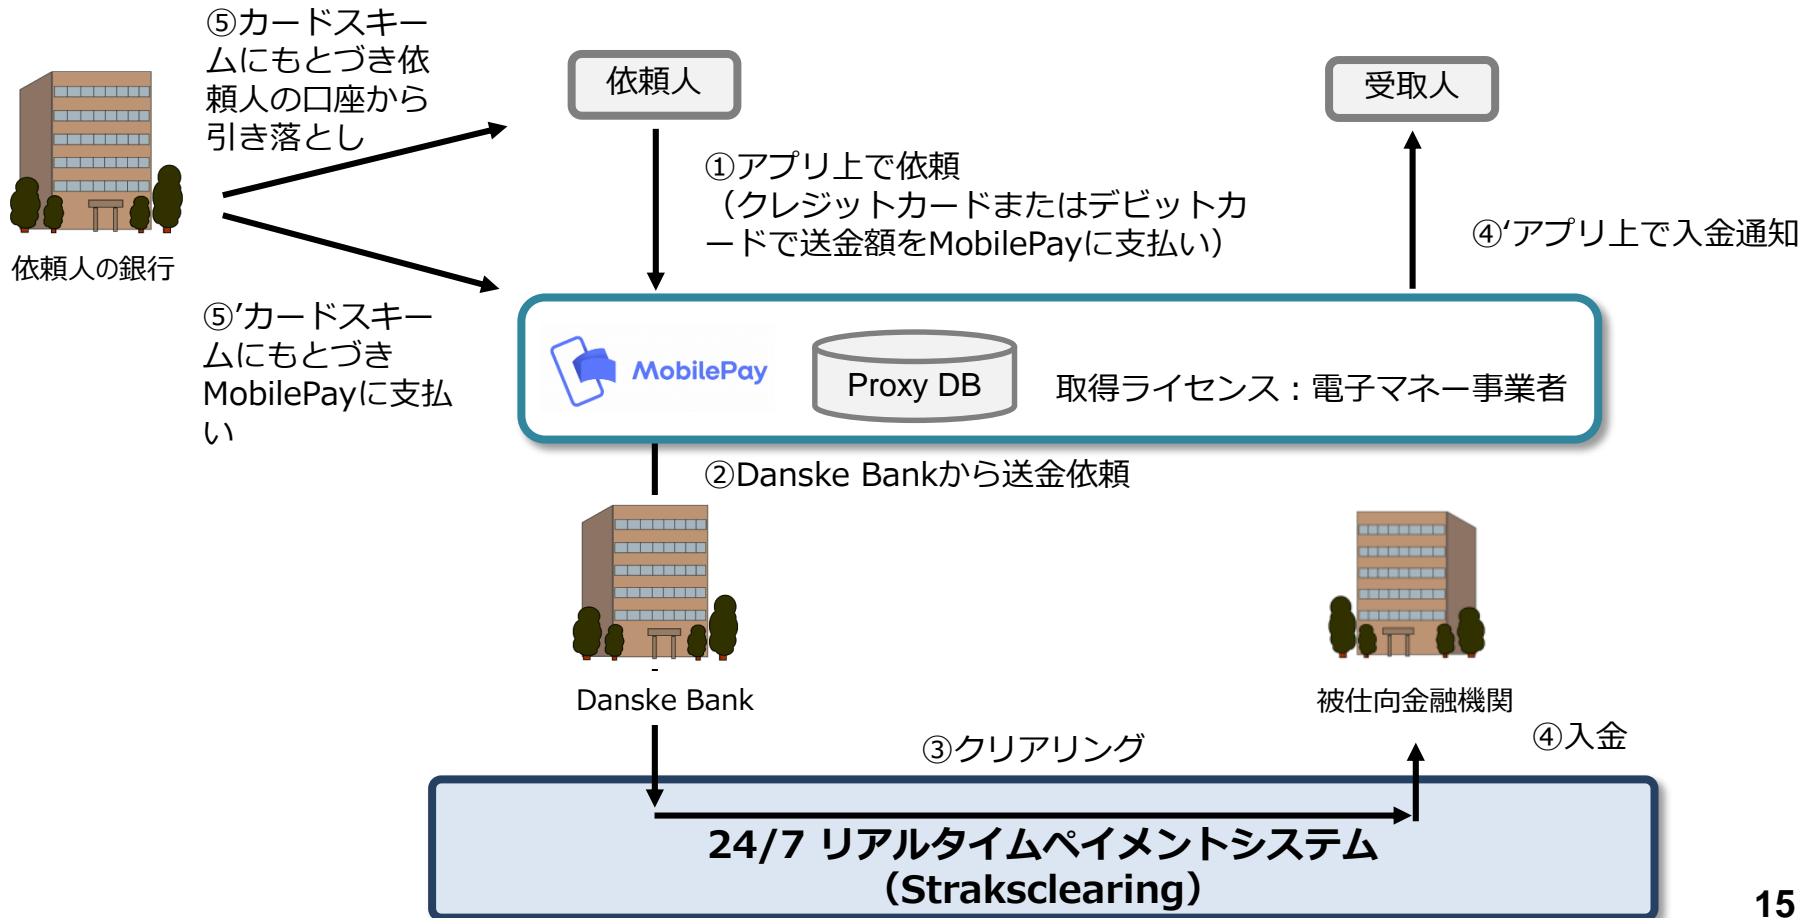 ⑤カードスキー
ムにもとづき依
頼人の口座から
引き落とし
依頼人
受取人
①アプリ上で依頼
（クレジットカードまたはデビットカ
ードで送金額をMobilePayに支払い）
④‘アプリ上で入金通知
依頼人の銀行
⑤’カードスキー
ムにもとづき
MobilePayに支払
い
MobilePay
Proxy DB
取得ライセンス：電子マネー事業者
②Danske Bankから送金依頼
Danske Bank
被仕向金融機関
③クリアリング
④入金
24/7 リアルタイムペイメントシステム
（Straksclearing）
15